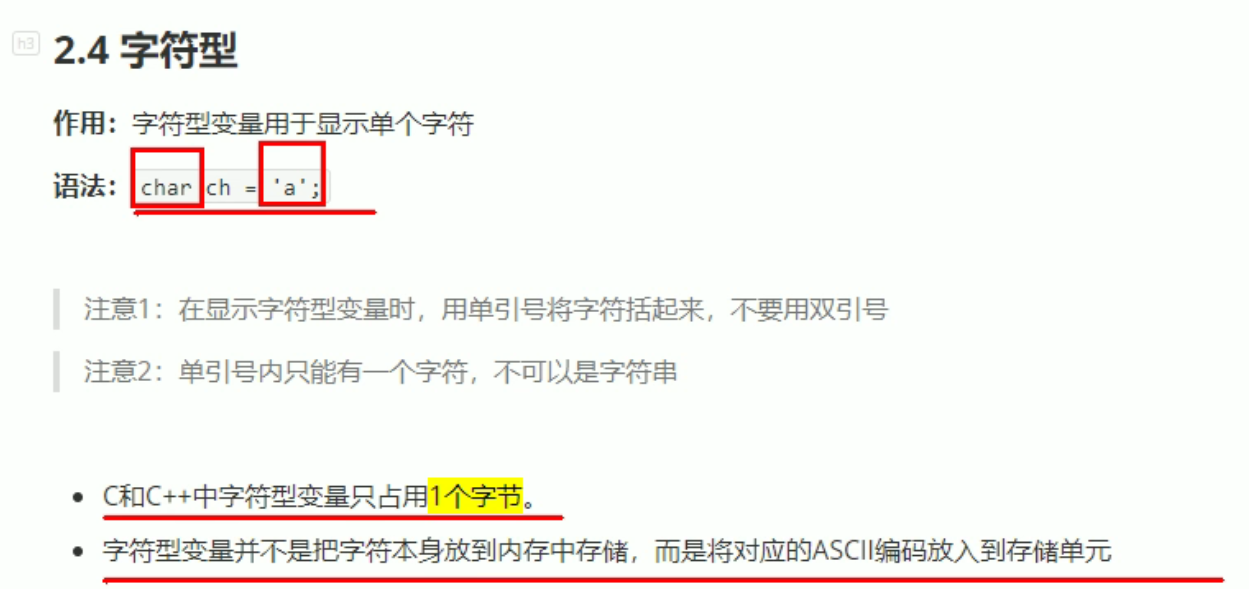 h3
2.4 字符型
作用：字符型变量用于显示单个字符
语法：char ch = 'a';
注意1：在显示字符型变量时，用单引号将字符括起来，不要用双引号
注意2：单引号内只能有一个字符，不可以是字符串
C和C++中字符型变量只占用1个字节。
字符型变量并不是把字符本身放到内存中存储，而是将对应的ASCII编码放入到存储单元